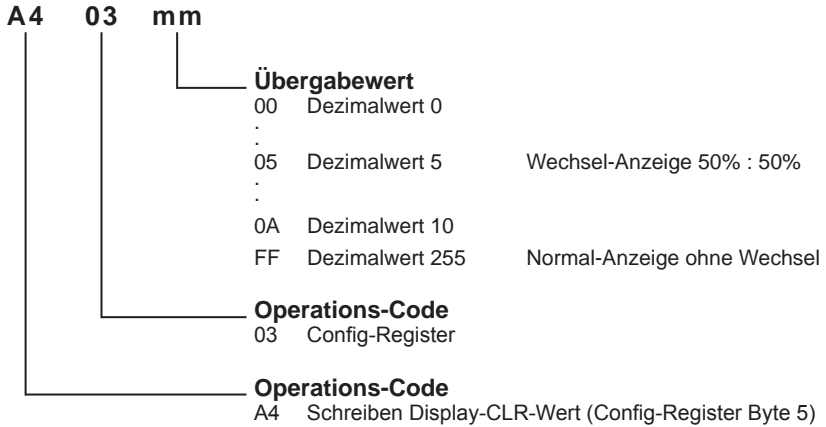 A4 03 mm
Übergabewert
00 Dezimalwert 0
.
.
05 Dezimalwert 5 Wechsel-Anzeige 50% : 50%
.
.
0A Dezimalwert 10
FF Dezimalwert 255 Normal-Anzeige ohne Wechsel
Operations-Code
03 Config-Register
Operations-Code
A4 Schreiben Display-CLR-Wert (Config-Register Byte 5)